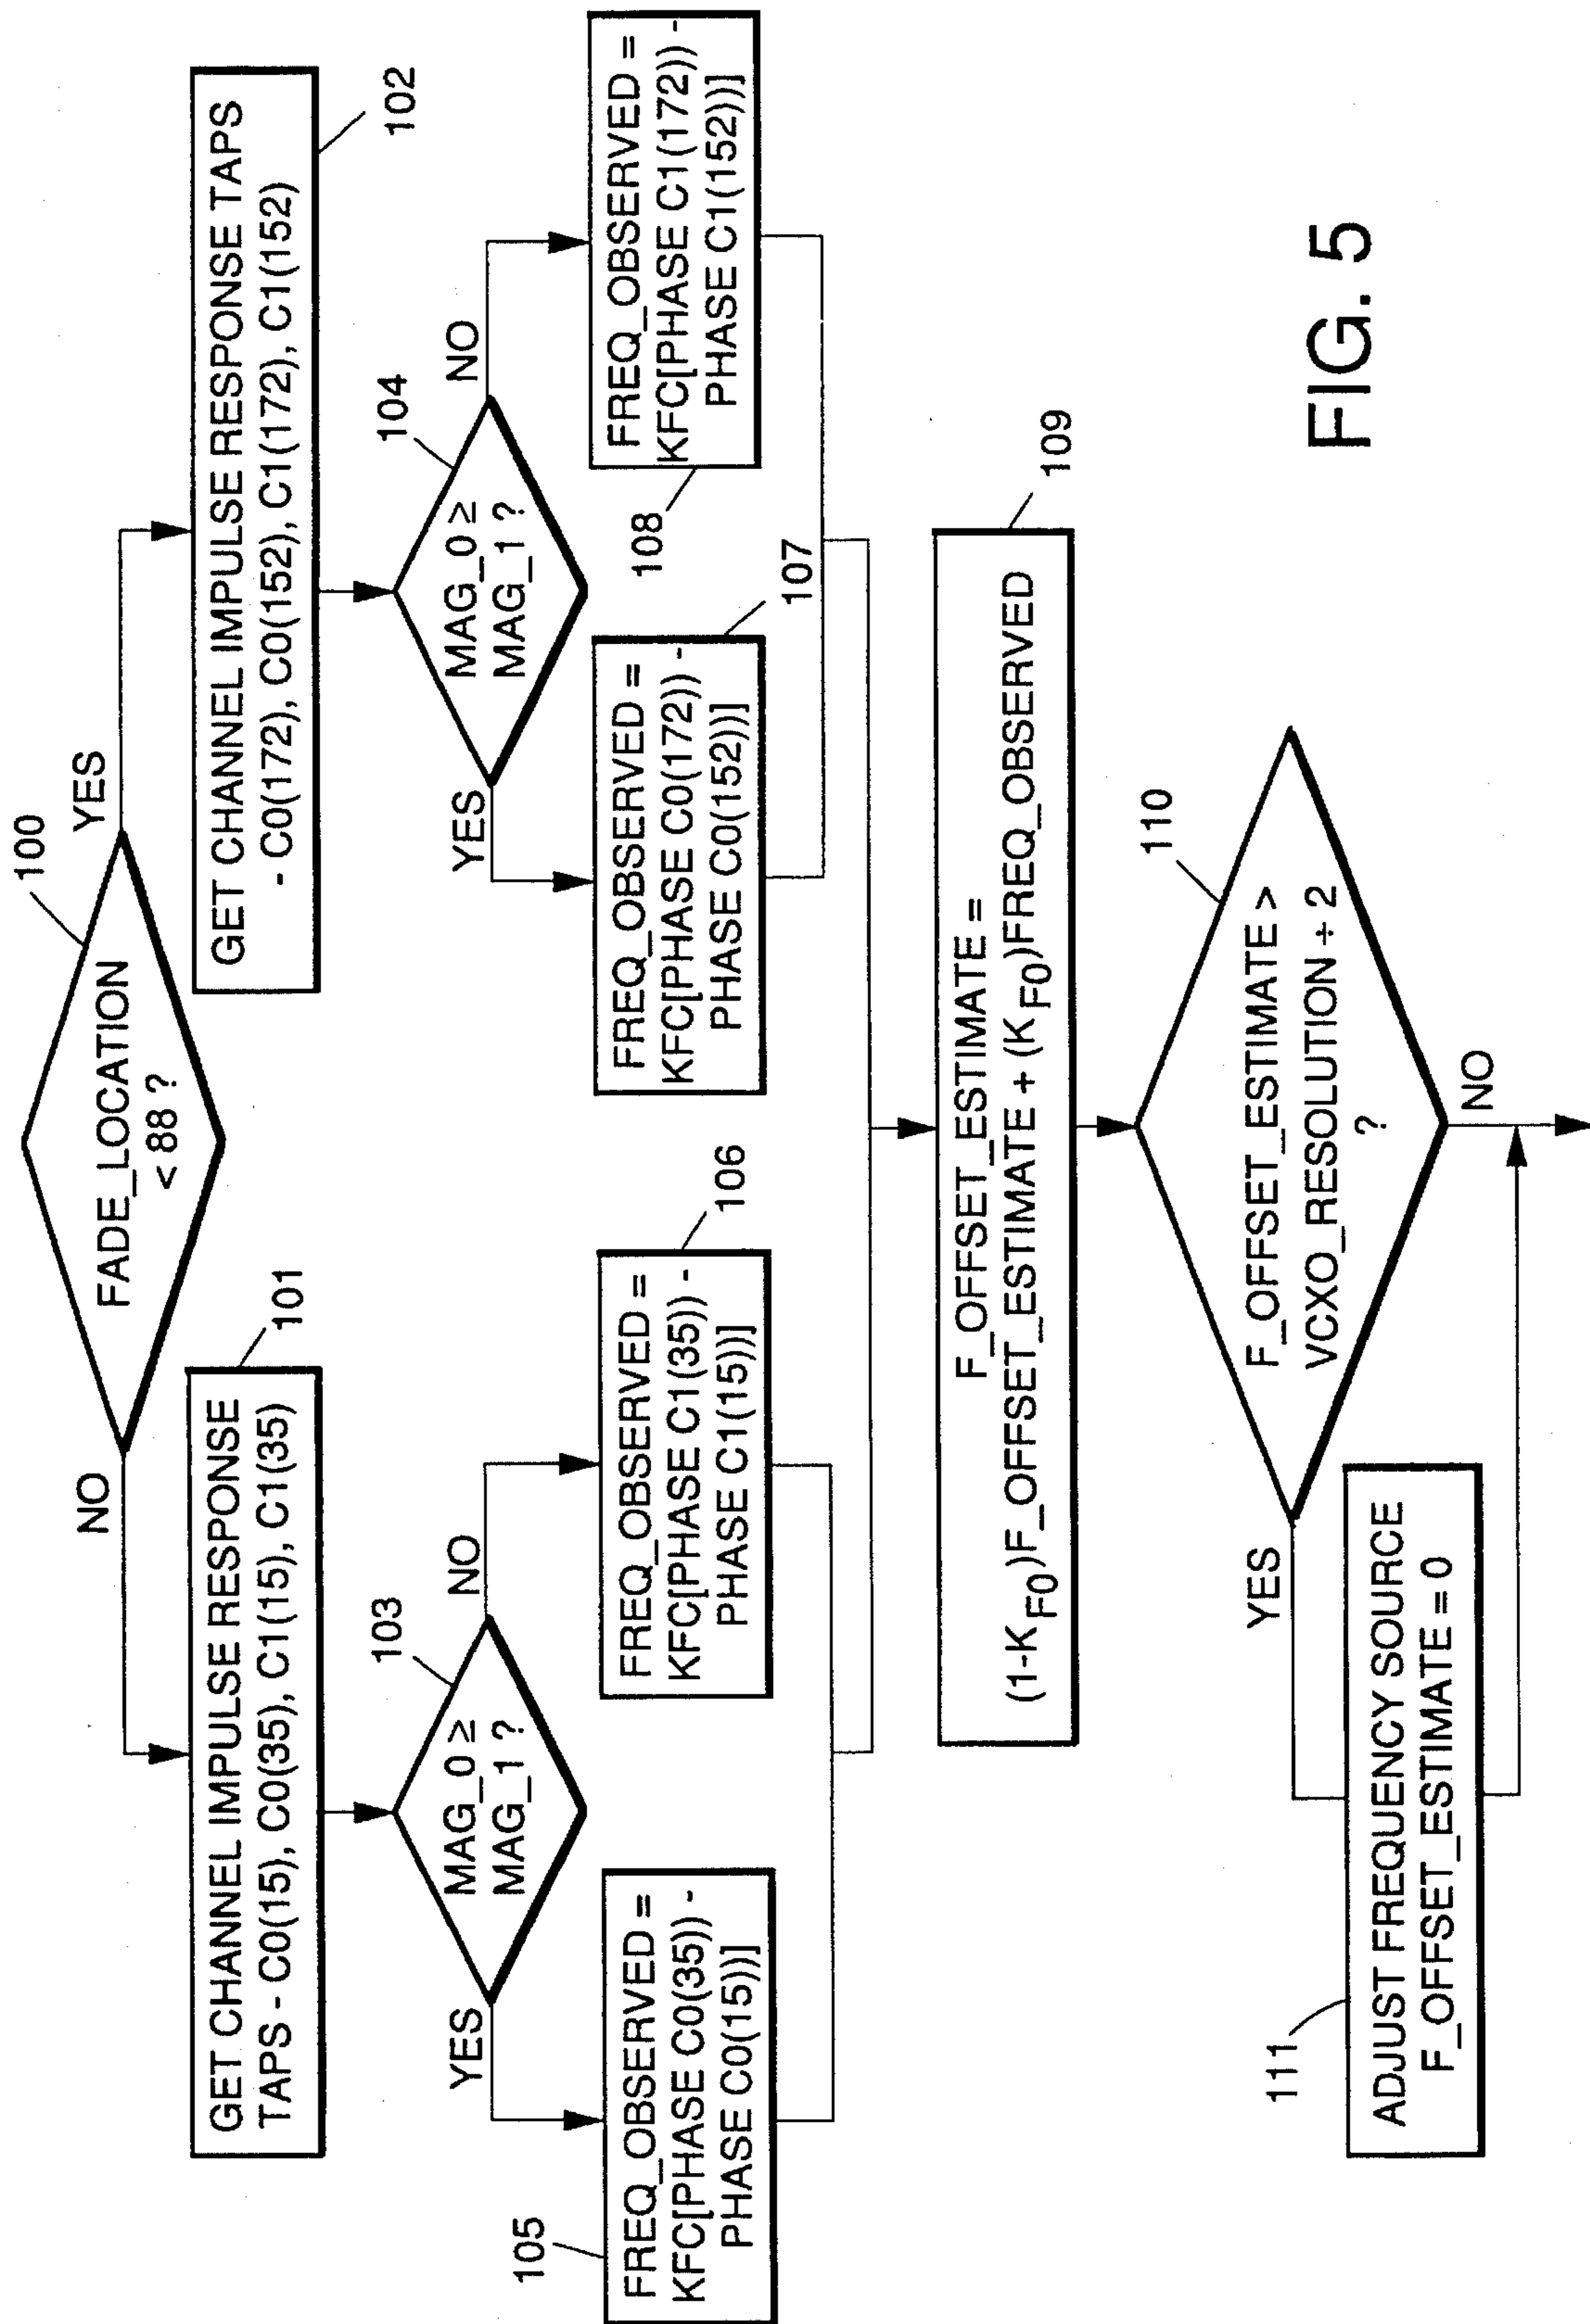 100
FADE_LOCATION
< 88 ?
NO
YES
101
GET CHANNEL IMPULSE RESPONSE
TAPS - C0(15), C0(35), C1(15), C1(35)
GET CHANNEL IMPULSE RESPONSE TAPS
- C0(172), C0(152), C1(172), C1(152)
102
103
MAG_0 ≥
MAG_1 ?
YES
NO
104
MAG_0 ≥
MAG_1 ?
YES
NO
105
FREQ_OBSERVED =
KFC[PHASE C0(35)) -
PHASE C0(15))]
106
FREQ_OBSERVED =
KFC[PHASE C1(35)) -
PHASE C1(15))]
FREQ_OBSERVED =
KFC[PHASE C0(172)) -
PHASE C0(152))]
107
FREQ_OBSERVED =
KFC[PHASE C1(172)) -
PHASE C1(152))]
108
109
F_OFFSET_ESTIMATE =
(1-KF0)F_OFFSET_ESTIMATE + (KF0)FREQ_OBSERVED
110
F_OFFSET_ESTIMATE >
VCXO_RESOLUTION ÷ 2
?
YES
NO
111
ADJUST FREQUENCY SOURCE
F_OFFSET_ESTIMATE = 0
FIG. 5